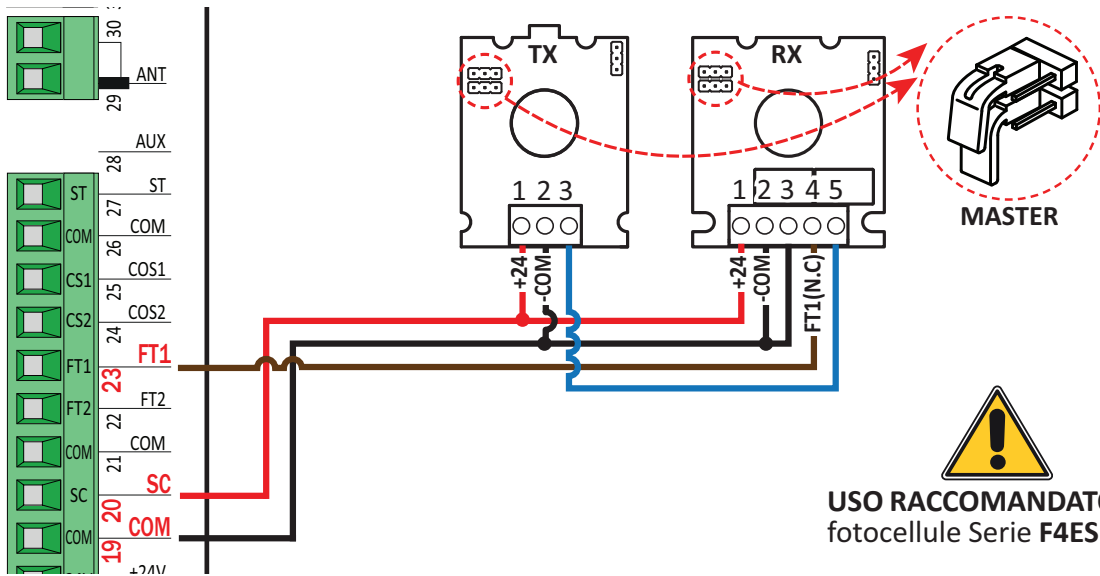 30
ANT
29
AUX
28
ST ST
27
COM COM
26
CS1 COS1
25
CS2 COS2
24
FT1 FT1
23
FT2 FT2
22
COM COM
21
SC SC
20
COM COM
19
+24V
TX
1 2 3
+24
-COM
RX
1 2 3 4 5
+24
-COM
FT1(N.C)
MASTER
USO RACCOMANDATO
fotocellule Serie F4ES